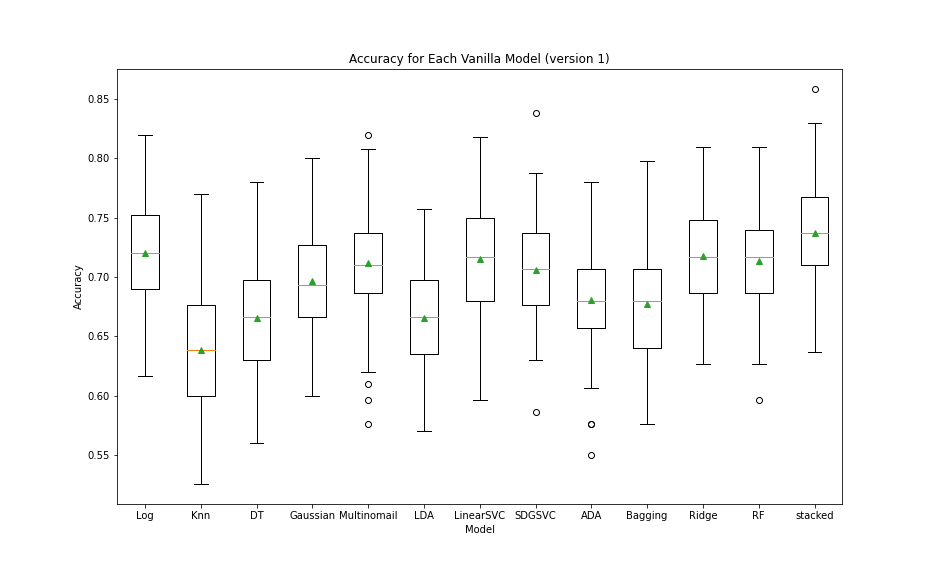 Accuracy for Each Vanilla Model (version 1)
0.85
0.80
0.75
0.70
0.65
0.60
0.55
Accuracy
Log Knn DT Gaussian Multinomail LDA LinearSVC SDGSVC ADA Bagging Ridge RF stacked
Model